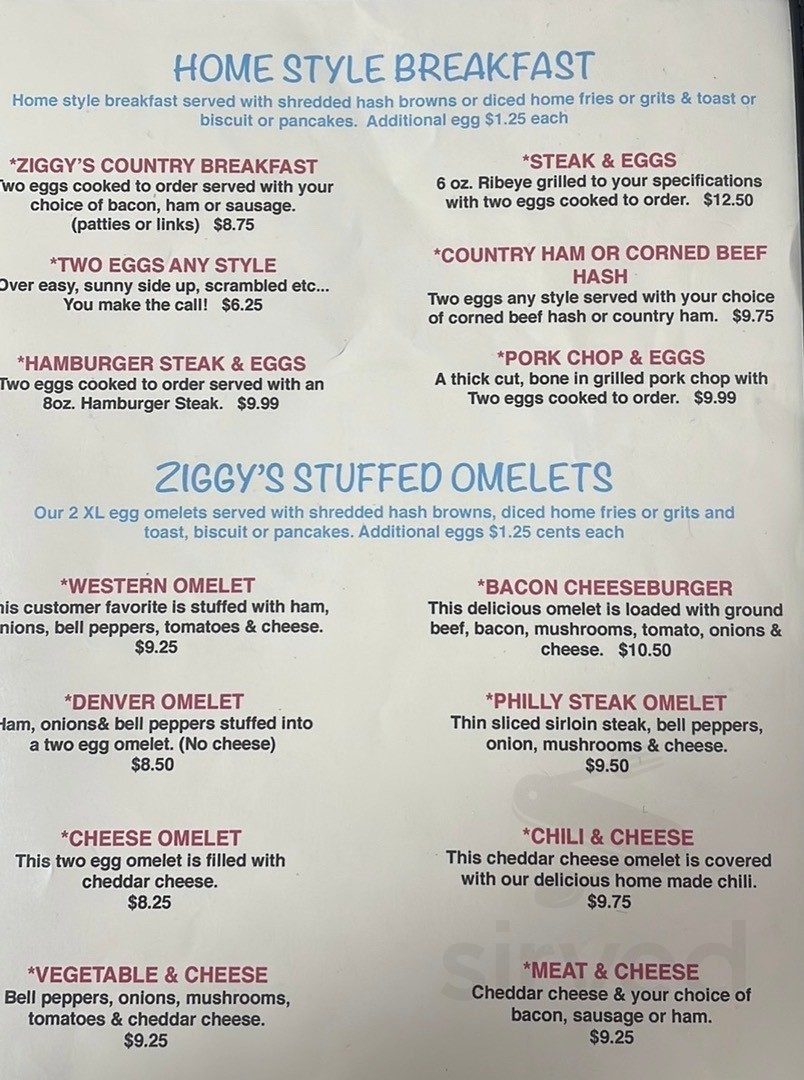 HOME STYLE BREAKFAST
Home style breakfast served with shredded hash browns or diced home fries or grits & toast or
biscuit or pancakes. Additional egg $1.25 each
*ZIGGY'S COUNTRY BREAKFAST
wo eggs cooked to order served with your
choice of bacon, ham or sausage.
(patties or links) $8.75
*TWO EGGS ANY STYLE
Over easy, sunny side up, scrambled etc...
You make the call! $6.25
*HAMBURGER STEAK & EGGS
Two eggs cooked to order served with an
8oz. Hamburger Steak. $9.99
*STEAK & EGGS
6 oz. Ribeye grilled to your specifications
with two eggs cooked to order. $12.50
*COUNTRY HAM OR CORNED BEEF
HASH
Two eggs any style served with your choice
of corned beef hash or country ham. $9.75
*PORK CHOP & EGGS
A thick cut, bone in grilled pork chop with
Two eggs cooked to order. $9.99
ZIGGY'S STUFFED OMELETS
Our 2 XL egg omelets served with shredded hash browns, diced home fries or grits and
toast, biscuit or pancakes. Additional eggs $1.25 cents each
*WESTERN OMELET
his customer favorite is stuffed with ham,
nions, bell peppers, tomatoes & cheese.
$9.25
*DENVER OMELET
Ham, onions& bell peppers stuffed into
a two egg omelet. (No cheese)
$8.50
*CHEESE OMELET
This two egg omelet is filled with
cheddar cheese.
$8.25
*VEGETABLE & CHEESE
Bell peppers, onions, mushrooms,
tomatoes & cheddar cheese.
$9.25
*BACON CHEESEBURGER
This delicious omelet is loaded with ground
beef, bacon, mushrooms, tomato, onions &
cheese. $10.50
*PHILLY STEAK OMELET
Thin sliced sirloin steak, bell peppers,
onion, mushrooms & cheese.
$9.50
*CHILI & CHEESE
This cheddar cheese omelet is covered
with our delicious home made chili.
$9.75
*MEAT & CHEESE
Cheddar cheese & your choice of
bacon, sausage or ham.
$9.25
sirved